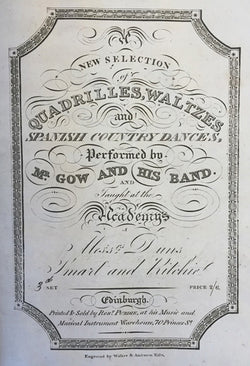 A
NEW SELECTION
of
QUADRILLES, WALTZES
and
SPANISH COUNTRY DANCES,
Performed by
Mr. GOW AND HIS BAND.
AND
Taught at the
Academys
Messrs. Duns
Smart and Ritchie
3d SET PRICE 2/6
Edinburgh.
Printed & Sold by Robt. PURDIE, at his Music and
Musical Instrument Warehouse, 70 Princes St.
Engraved by Walker & Anderson Edin.